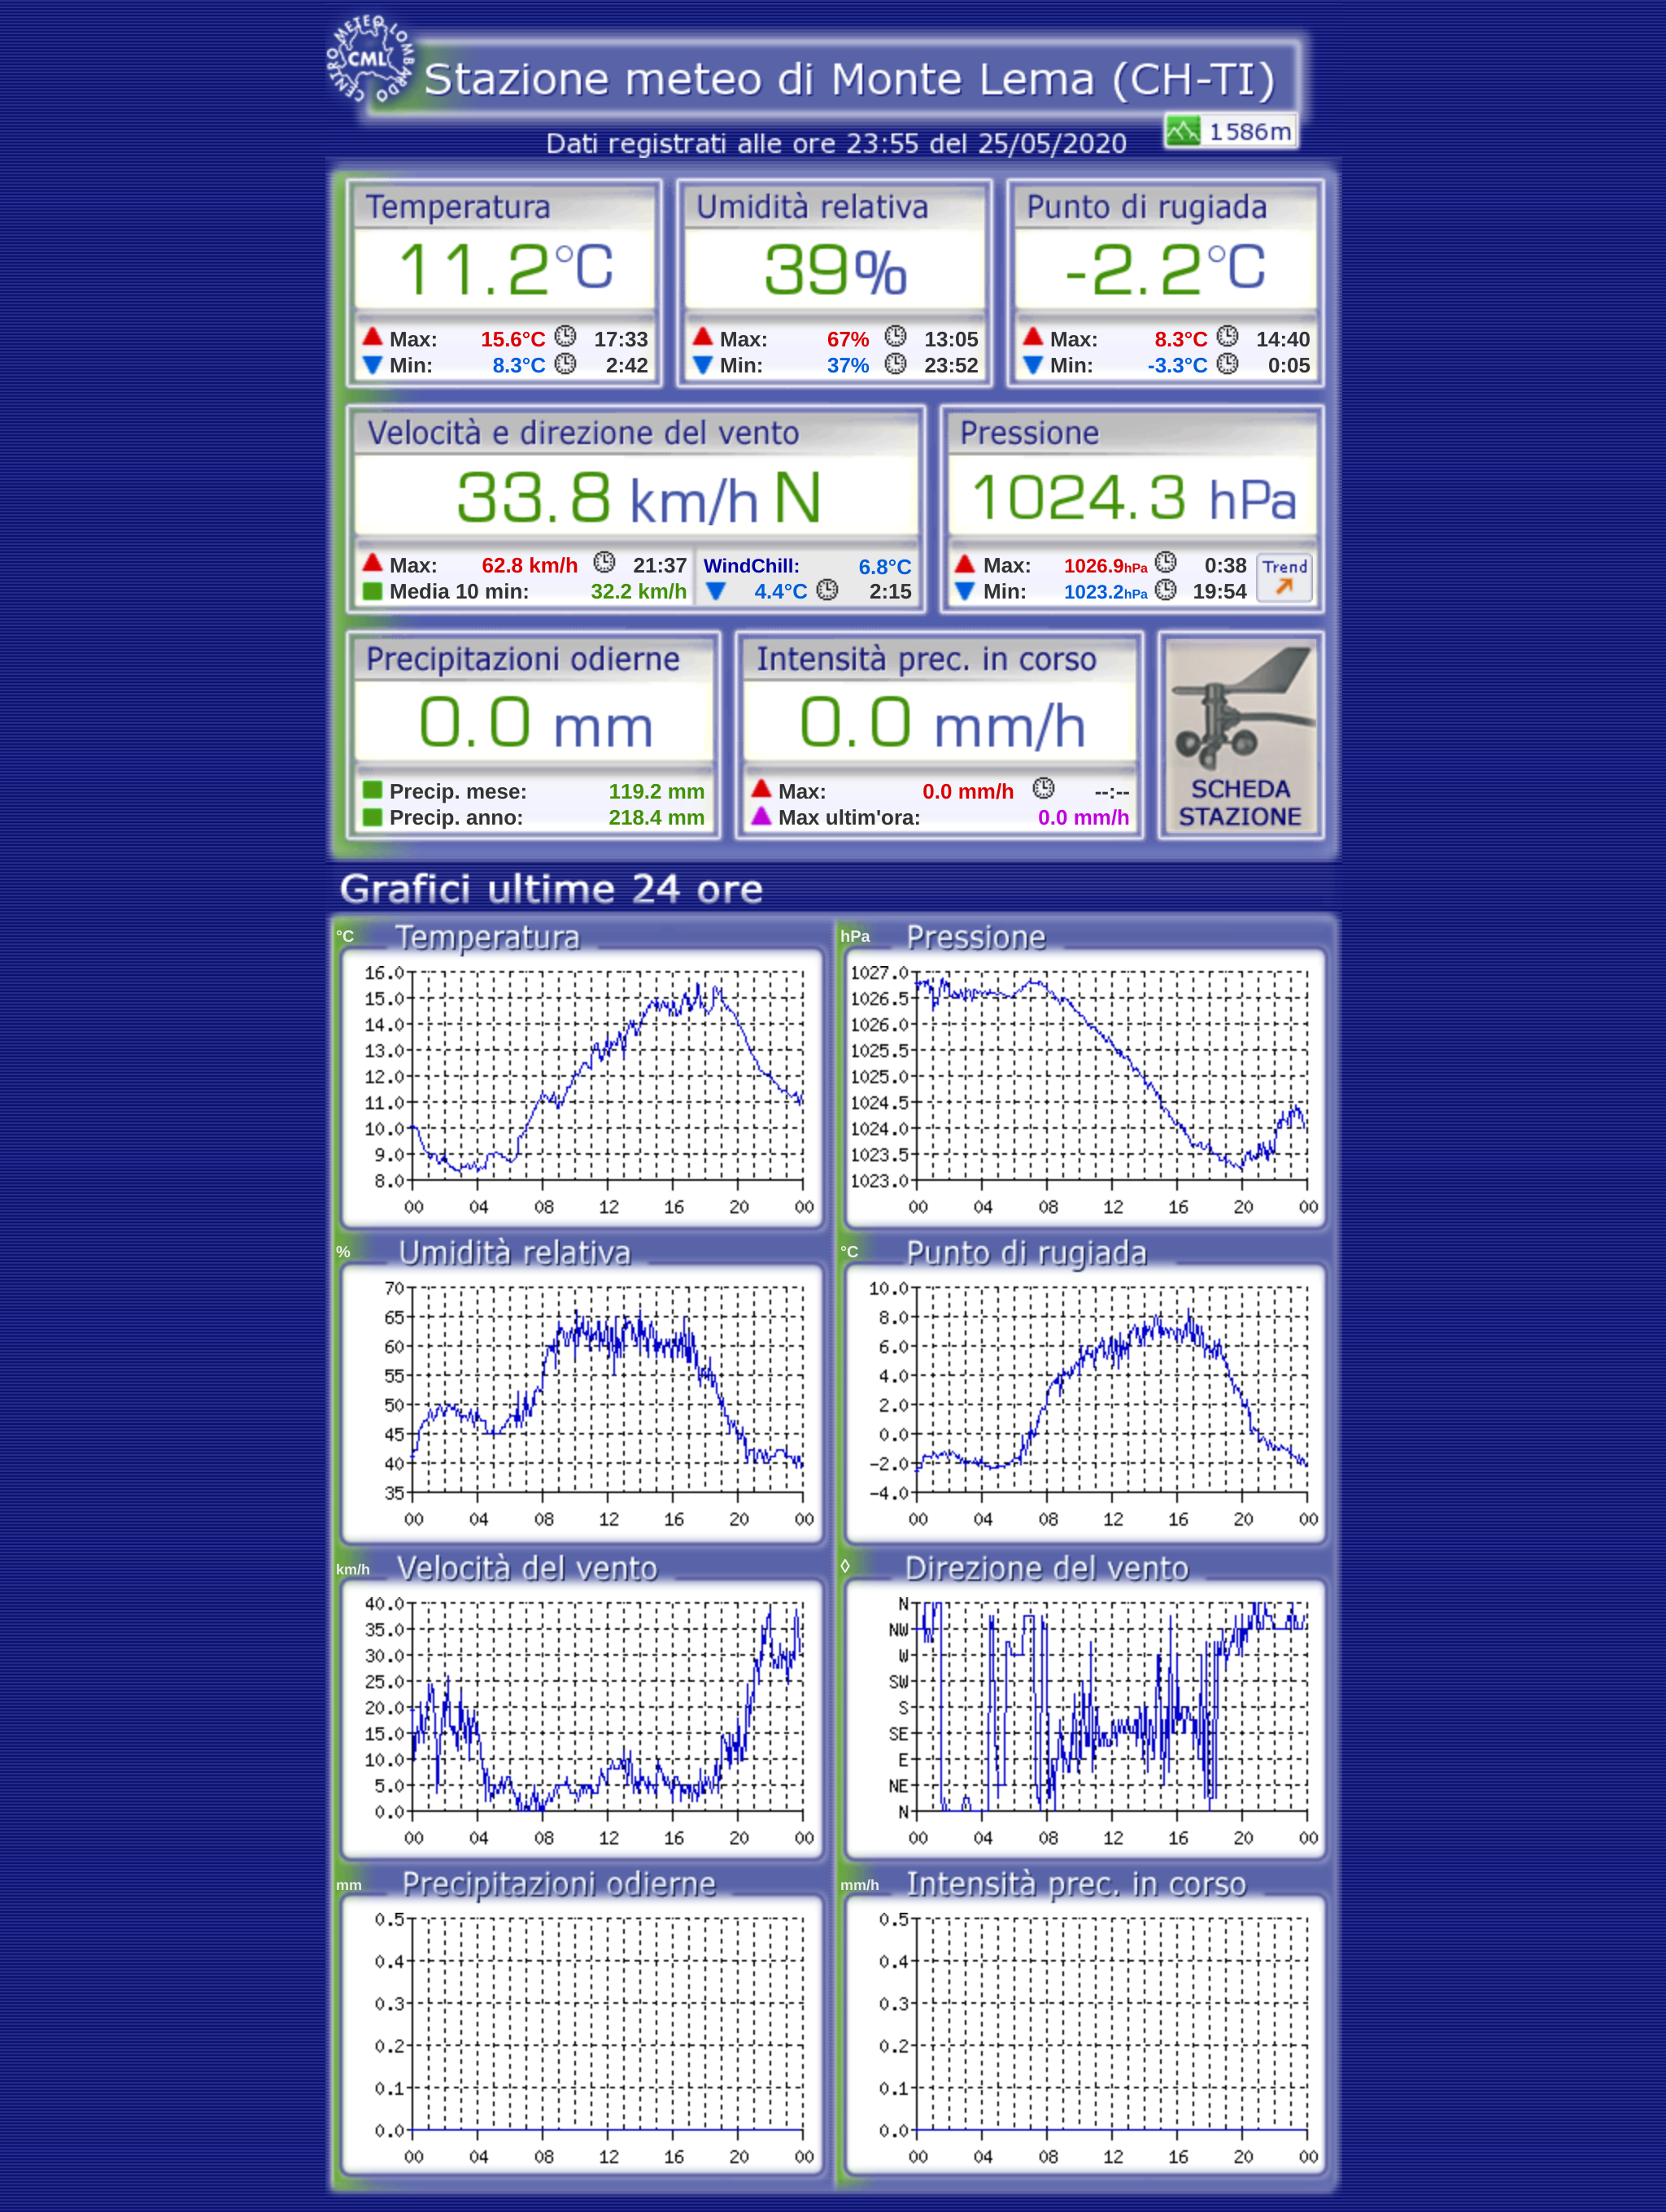 CENTRO METEO LOMBARDO
CML
Stazione meteo di Monte Lema (CH-TI)
Dati registrati alle ore 23:55 del 25/05/2020
1586m
Temperatura Umidità relativa Punto di rugiada
11.2°C 39% -2.2°C
Max: 15.6°C 17:33 Max: 67% 13:05 Max: 8.3°C 14:40
Min: 8.3°C 2:42 Min: 37% 23:52 Min: -3.3°C 0:05
Velocità e direzione del vento Pressione
33.8 km/h N 1024.3 hPa
Max: 62.8 km/h 21:37 WindChill: 6.8°C Max: 1026.9hPa 0:38 Trend
Media 10 min: 32.2 km/h 4.4°C 2:15 Min: 1023.2hPa 19:54
Precipitazioni odierne Intensità prec. in corso
0.0 mm 0.0 mm/h
Precip. mese: 119.2 mm Max: 0.0 mm/h --:-- SCHEDA
Precip. anno: 218.4 mm Max ultim'ora: 0.0 mm/h STAZIONE
Grafici ultime 24 ore
°C Temperatura hPa Pressione
16.0 1027.0
15.0 1026.5
14.0 1026.0
13.0 1025.5
12.0 1025.0
11.0 1024.5
10.0 1024.0
9.0 1023.5
8.0 1023.0
00 04 08 12 16 20 00 00 04 08 12 16 20 00
% Umidità relativa °C Punto di rugiada
70 10.0
65 8.0
60 6.0
55 4.0
50 2.0
45 0.0
40 -2.0
35 -4.0
00 04 08 12 16 20 00 00 04 08 12 16 20 00
km/h Velocità del vento ◊ Direzione del vento
40.0 N
35.0 NW
30.0 W
25.0 SW
20.0 S
15.0 SE
10.0 E
5.0 NE
0.0 N
00 04 08 12 16 20 00 00 04 08 12 16 20 00
mm Precipitazioni odierne mm/h Intensità prec. in corso
0.5 0.5
0.4 0.4
0.3 0.3
0.2 0.2
0.1 0.1
0.0 0.0
00 04 08 12 16 20 00 00 04 08 12 16 20 00